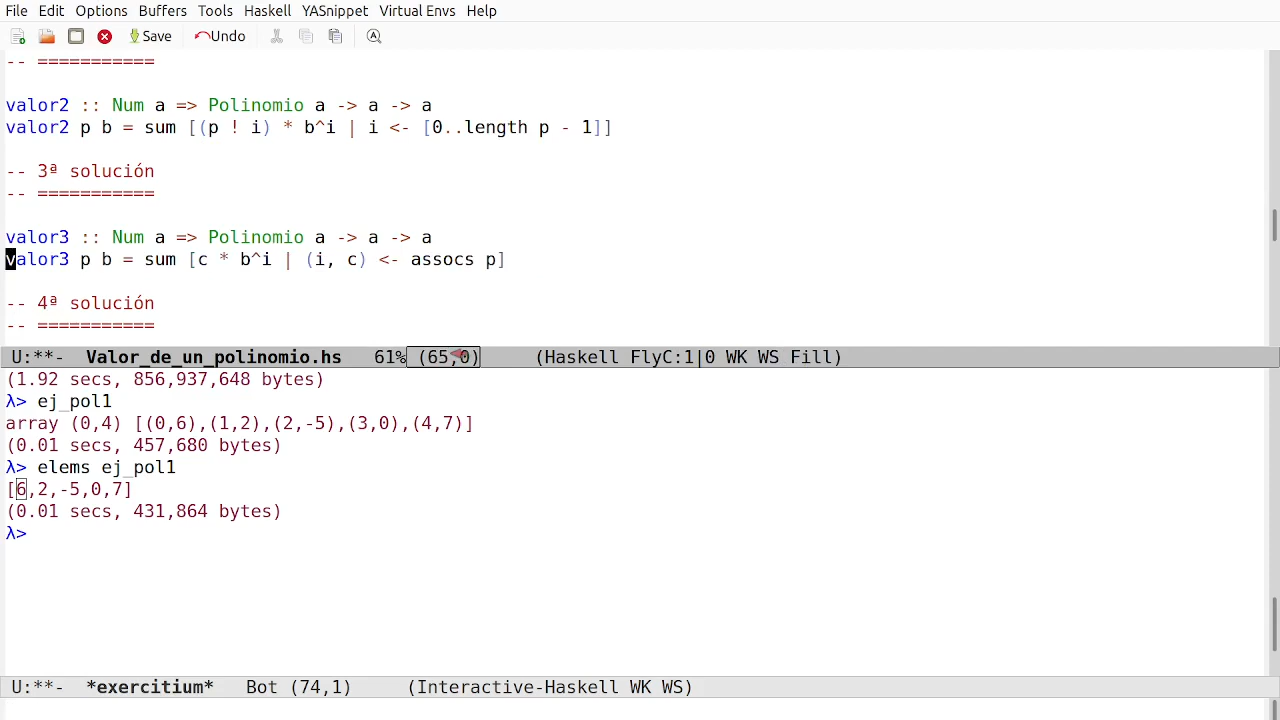 File Edit Options Buffers Tools Haskell YASnippet Virtual Envs Help
Save Undo
-- ===========
valor2 :: Num a => Polinomio a -> a -> a
valor2 p b = sum [(p ! i) * b^i | i <- [0..length p - 1]]
-- 3ª solución
-- ===========
valor3 :: Num a => Polinomio a -> a -> a
valor3 p b = sum [c * b^i | (i, c) <- assocs p]
-- 4ª solución
-- ===========
U:**- Valor_de_un_polinomio.hs 61% (65,0) (Haskell FlyC:1|0 WK WS Fill)
(1.92 secs, 856,937,648 bytes)
λ> ej_pol1
array (0,4) [(0,6),(1,2),(2,-5),(3,0),(4,7)]
(0.01 secs, 457,680 bytes)
λ> elems ej_pol1
[6,2,-5,0,7]
(0.01 secs, 431,864 bytes)
λ>
U:**- *exercitium* Bot (74,1) (Interactive-Haskell WK WS)